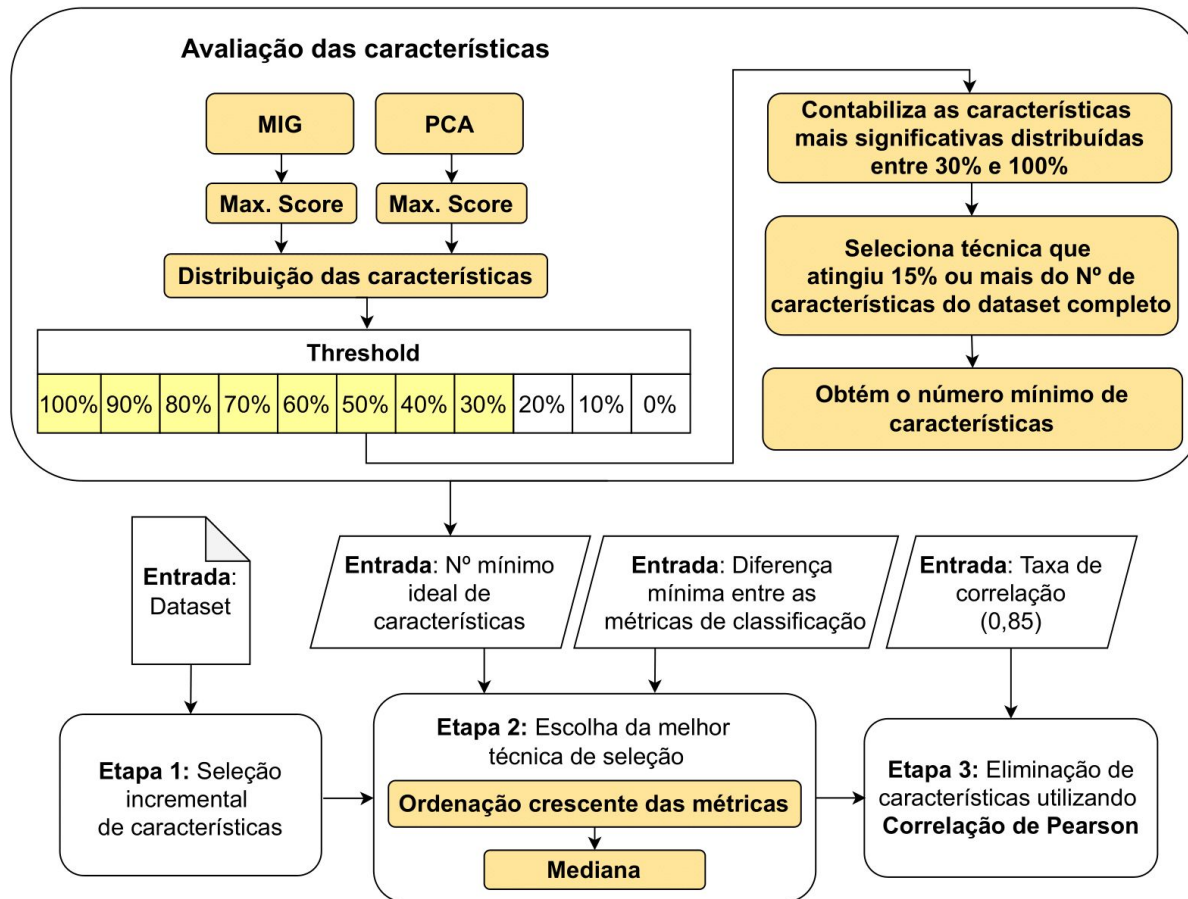 Avaliação das características
MIG
PCA
Max. Score
Max. Score
Distribuição das características
Threshold
100% 90% 80% 70% 60% 50% 40% 30% 20% 10% 0%
Contabiliza as características
mais significativas distribuídas
entre 30% e 100%
Seleciona técnica que
atingiu 15% ou mais do Nº de
características do dataset completo
Obtém o número mínimo de
características
Entrada:
Dataset
Entrada: Nº mínimo
ideal de
características
Entrada: Diferença
mínima entre as
métricas de classificação
Entrada: Taxa de
correlação
(0,85)
Etapa 1: Seleção
incremental
de características
Etapa 2: Escolha da melhor
técnica de seleção
Ordenação crescente das métricas
Mediana
Etapa 3: Eliminação de
características utilizando
Correlação de Pearson